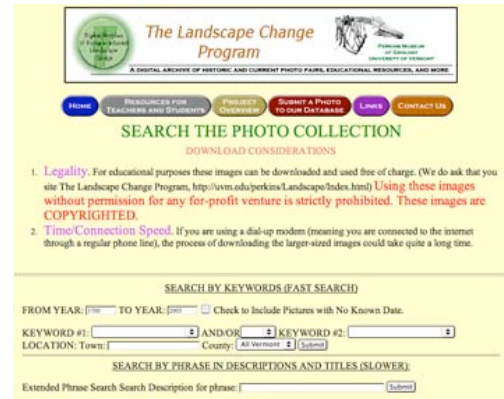 The Landscape Change
Program
PERKINS MUSEUM
OF GEOLOGY
UNIVERSITY OF VERMONT
A DIGITAL ARCHIVE OF HISTORIC AND CURRENT PHOTO PAIRS, EDUCATIONAL RESOURCES, AND MORE
HOME
RESOURCES FOR
TEACHERS AND STUDENTS
PROJECT
OVERVIEW
SUBMIT A PHOTO
TO OUR DATABASE
LINKS
CONTACT US
SEARCH THE PHOTO COLLECTION
DOWNLOAD CONSIDERATIONS
1. Legality. For educational purposes these images can be downloaded and used free of charge. (We do ask that you
site The Landscape Change Program, http://uvm.edu/perkins/Landscape/Index.html) Using these images
without permission for any for-profit venture is strictly prohibited. These images are
COPYRIGHTED.
2. Time/Connection Speed. If you are using a dial-up modem (meaning you are connected to the internet
through a regular phone line), the process of downloading the larger-sized images could take quite a long time.
SEARCH BY KEYWORDS (FAST SEARCH)
FROM YEAR: TO YEAR: Check to Include Pictures with No Known Date.
KEYWORD #1: AND/OR KEYWORD #2:
LOCATION: Town: County: All Vermont Submit
SEARCH BY PHRASE IN DESCRIPTIONS AND TITLES (SLOWER):
Extended Phrase Search Search Description for phrase: Submit